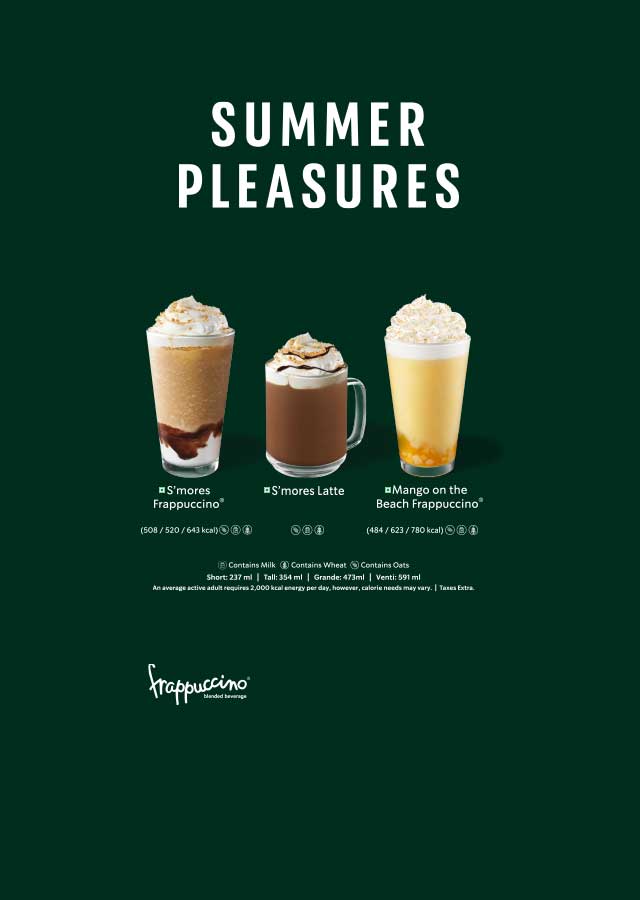 SUMMER
PLEASURES
S'mores
Frappuccino®
S'mores Latte
Mango on the
Beach Frappuccino®
(508 / 520 / 643 kcal)
(484 / 623 / 780 kcal)
Contains Milk Contains Wheat Contains Oats
Short: 237 ml | Tall: 354 ml | Grande: 473ml | Venti: 591 ml
An average active adult requires 2,000 kcal energy per day, however, calorie needs may vary. | Taxes Extra.
frappuccino®
blended beverage